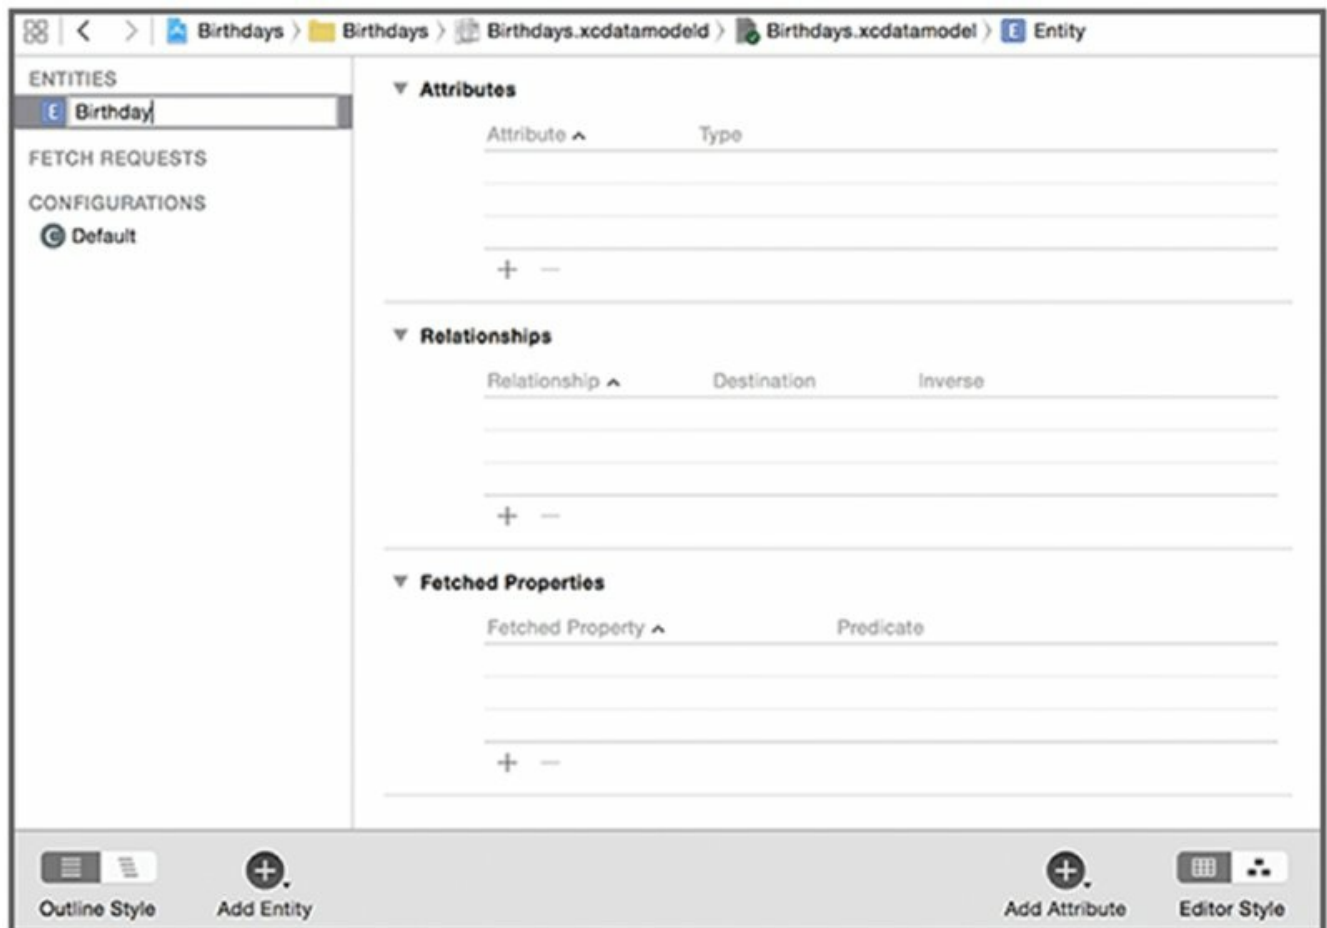 Birthdays Birthdays Birthdays.xcdatamodeld Birthdays.xcdatamodel E Entity
ENTITIES
E Birthday
FETCH REQUESTS
CONFIGURATIONS
C Default
Attributes
Attribute Type
+ −
Relationships
Relationship Destination Inverse
+ −
Fetched Properties
Fetched Property Predicate
+ −
Outline Style Add Entity Add Attribute Editor Style